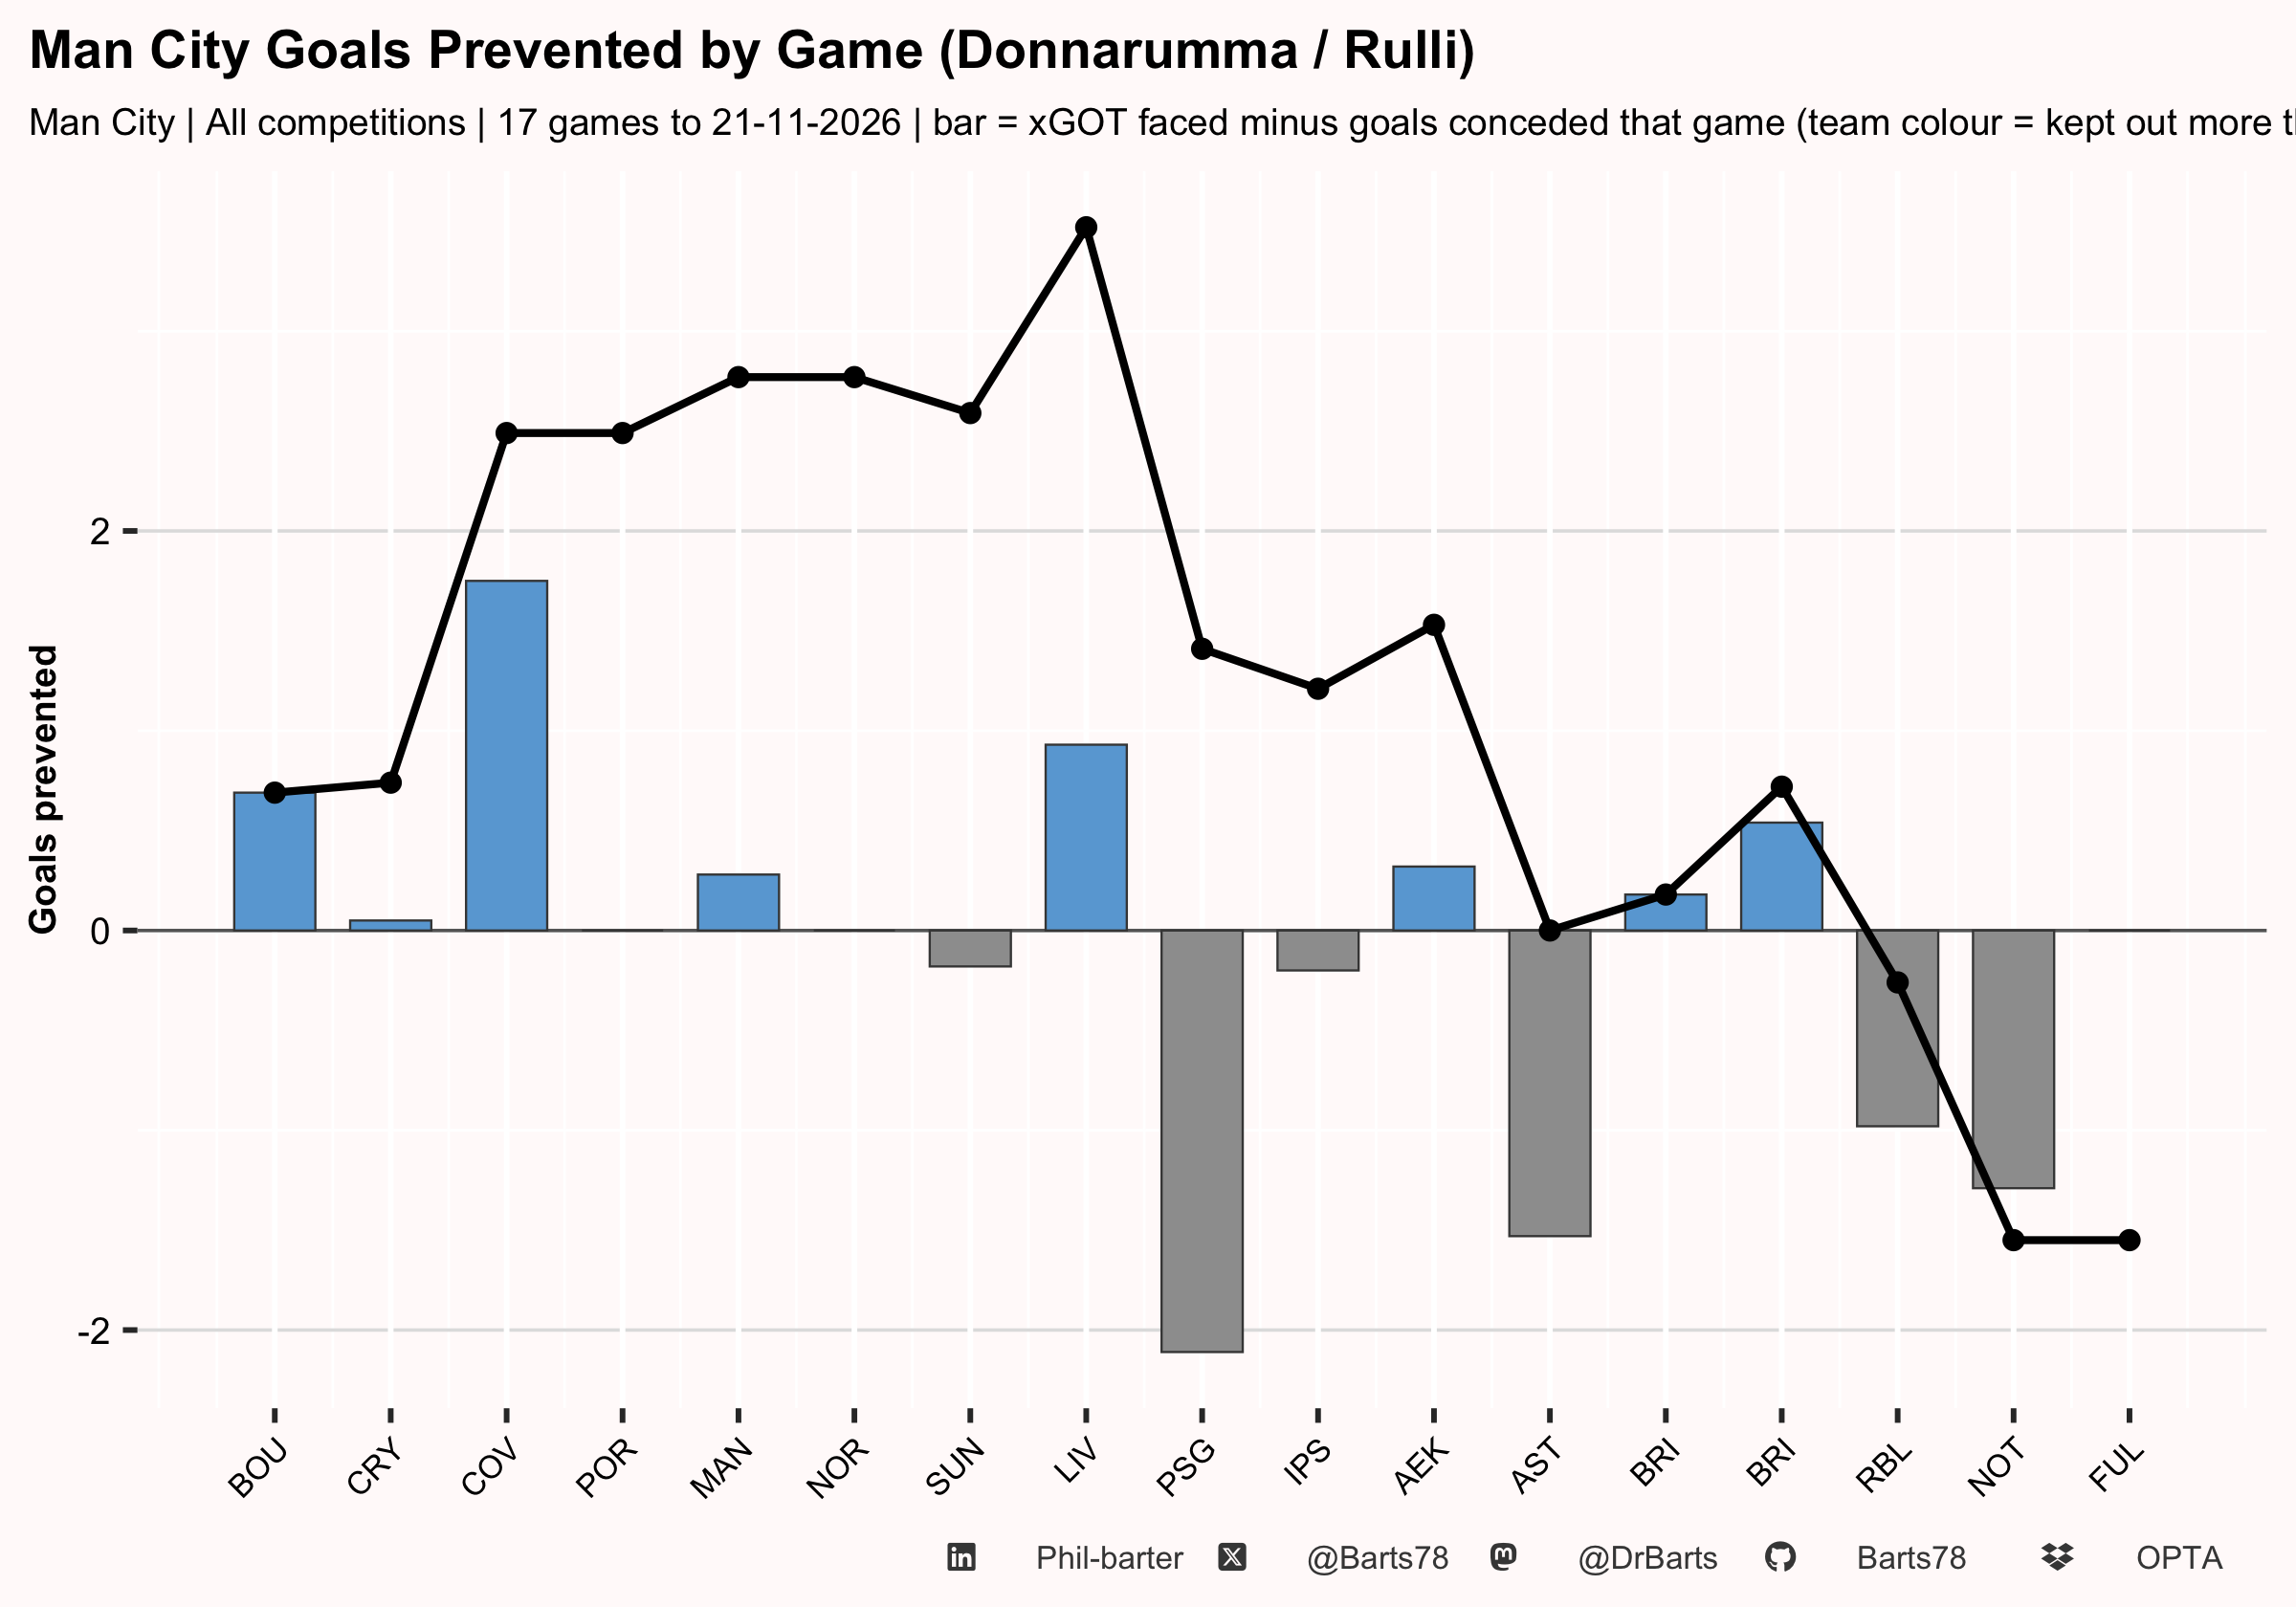 Man City Goals Prevented by Game (Donnarumma / Rulli)
Man City | All competitions | 17 games to 21-11-2026 | bar = xGOT faced minus goals conceded that game (team colour = kept out more
Goals prevented
2
0
-2
BOU CRY COV POR MAN NOR SUN LIV PSG IPS AEK AST BRI BRI RBL NOT FUL
Phil-barter @Barts78 @DrBarts Barts78 OPTA